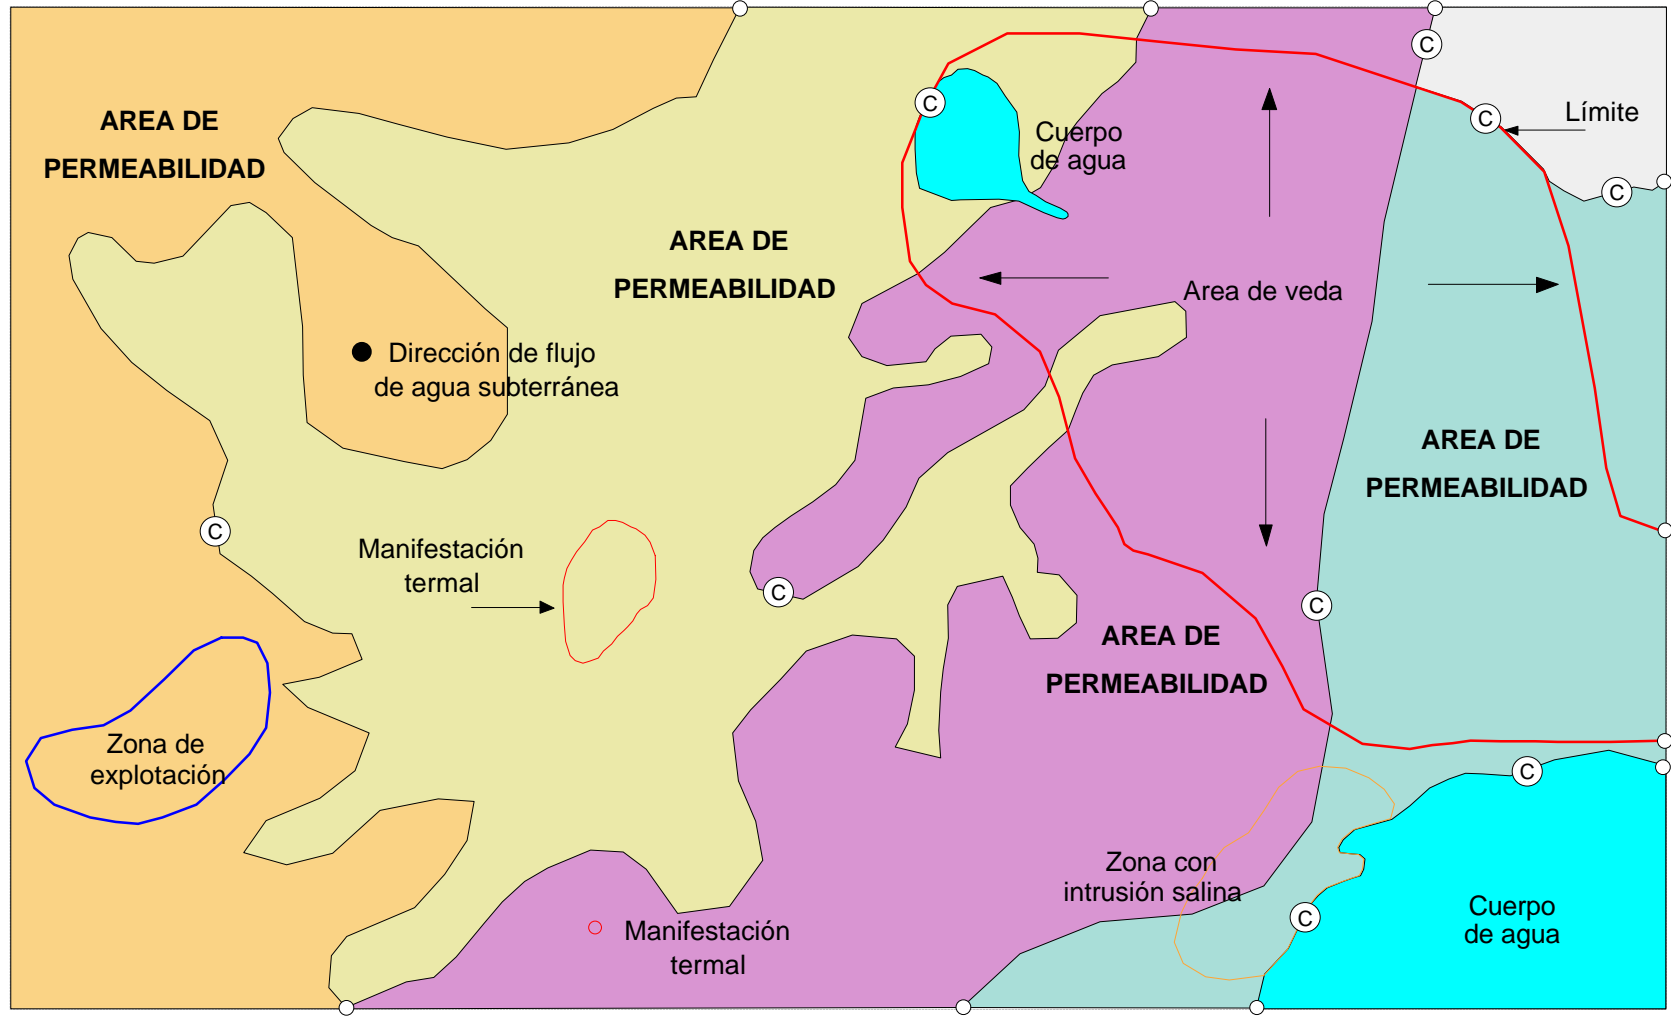 C
AREA DE
PERMEABILIDAD
C
C
Límite
Cuerpo
de agua
C
AREA DE
PERMEABILIDAD
Area de veda
Dirección de flujo
de agua subterránea
AREA DE
PERMEABILIDAD
C
Manifestación
termal
C
C
AREA DE
PERMEABILIDAD
Zona de
explotación
C
Zona con
intrusión salina
C
Cuerpo
de agua
Manifestación
termal